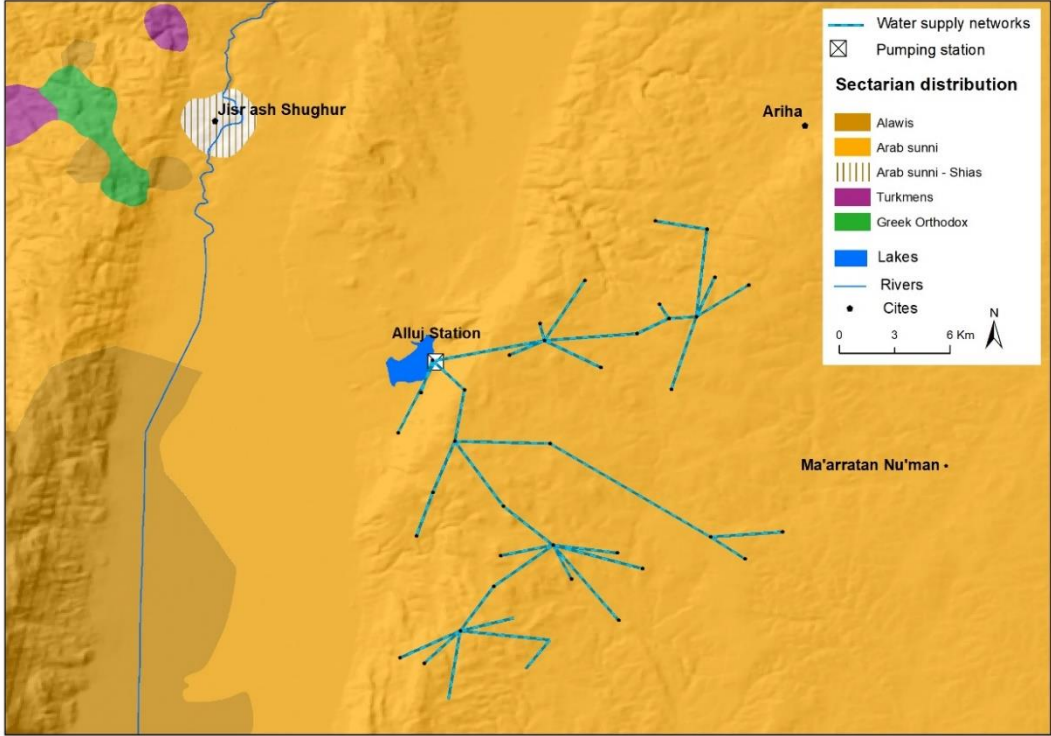 Water supply networks
Pumping station
Sectarian distribution
Alawis
Arab sunni
Arab sunni - Shias
Turkmens
Greek Orthodox
Lakes
Rivers
Cites
N
0 3 6 Km
Jisr ash Shughur
Ariha
Alluj Station
Ma'arratan Nu'man